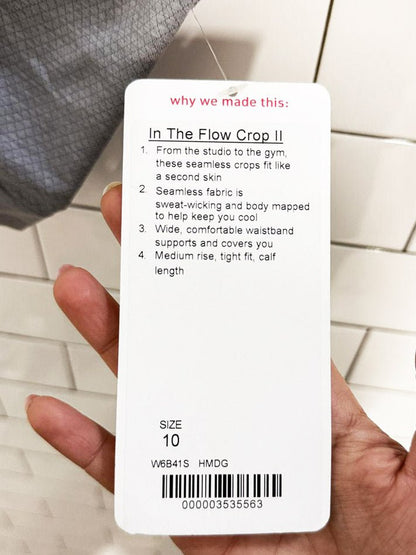 why we made this:
In The Flow Crop II
1. From the studio to the gym,
these seamless crops fit like
a second skin
2. Seamless fabric is
sweat-wicking and body mapped
to help keep you cool
3. Wide, comfortable waistband
supports and covers you
4. Medium rise, tight fit, calf
length
SIZE
10
W6B41S HMDG
000003535563